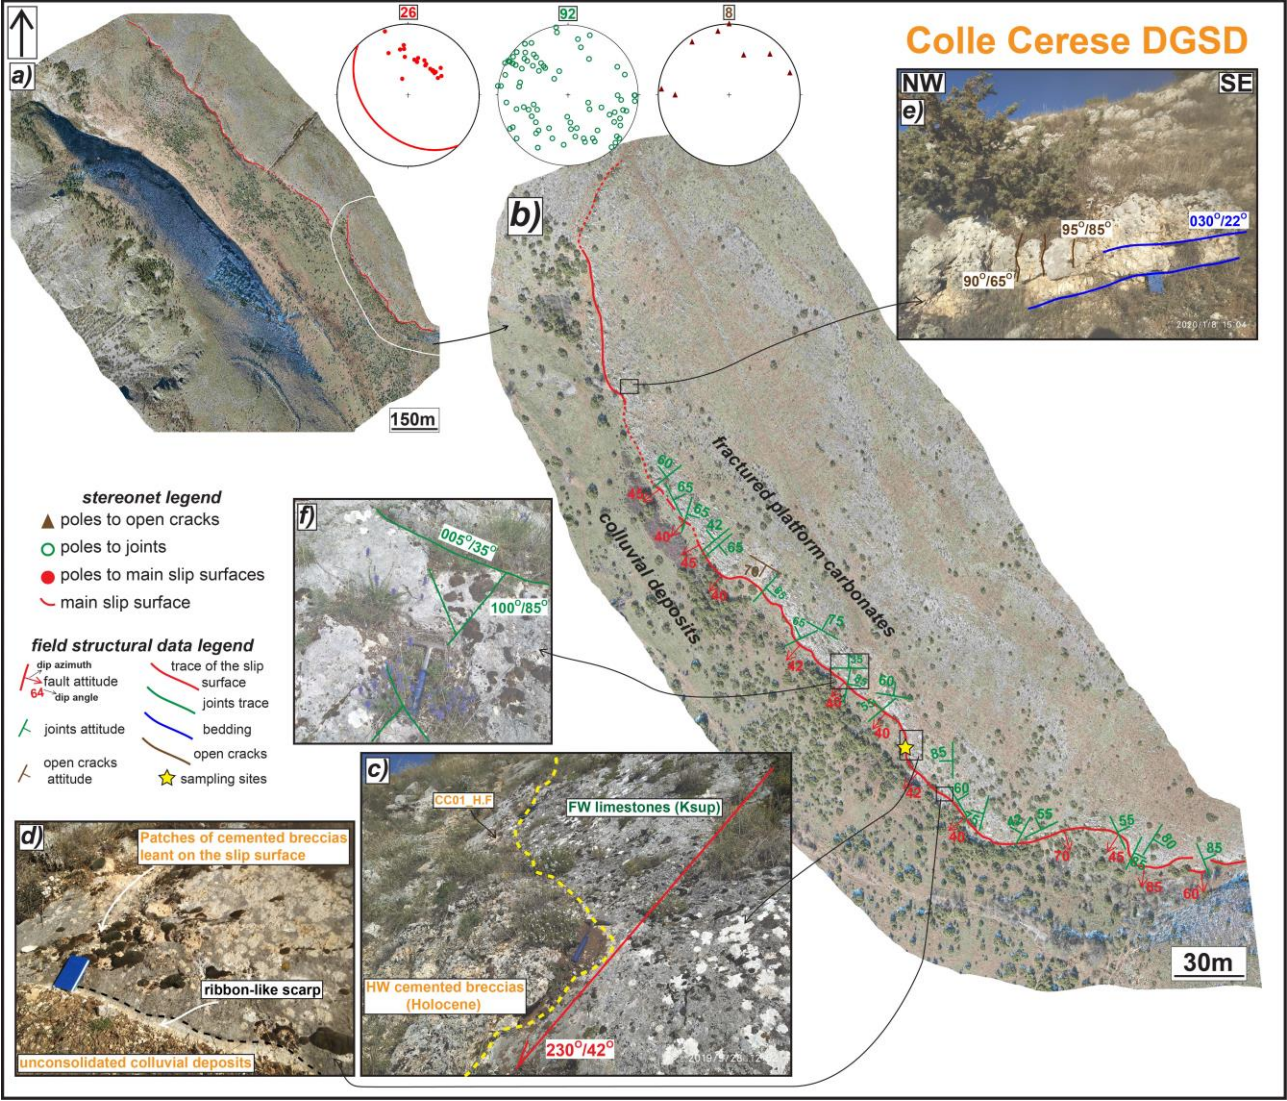 26
92
8
Colle Cerese DGSD
a)
150m
b)
NW
SE
e)
95°/85°
030°/22°
90°/65°
2020/1/8 15:04
stereonet legend
poles to open cracks
poles to joints
poles to main slip surfaces
main slip surface
field structural data legend
dip azimuth
fault attitude
64
dip angle
trace of the slip
surface
joints trace
joints attitude
bedding
open cracks
open cracks
attitude
sampling sites
f)
005°/35°
100°/85°
fractured platform carbonates
colluvial deposits
60
65
65
42
65
45
40
45
70
65
75
42
60
40
40
85
42
60
42
55
40
70
55
45
80
85
85
60
30m
c)
CC01_H.F
FW limestones (Ksup)
HW cemented breccias
(Holocene)
230°/42°
d)
Patches of cemented breccias
leant on the slip surface
ribbon-like scarp
unconsolidated colluvial deposits